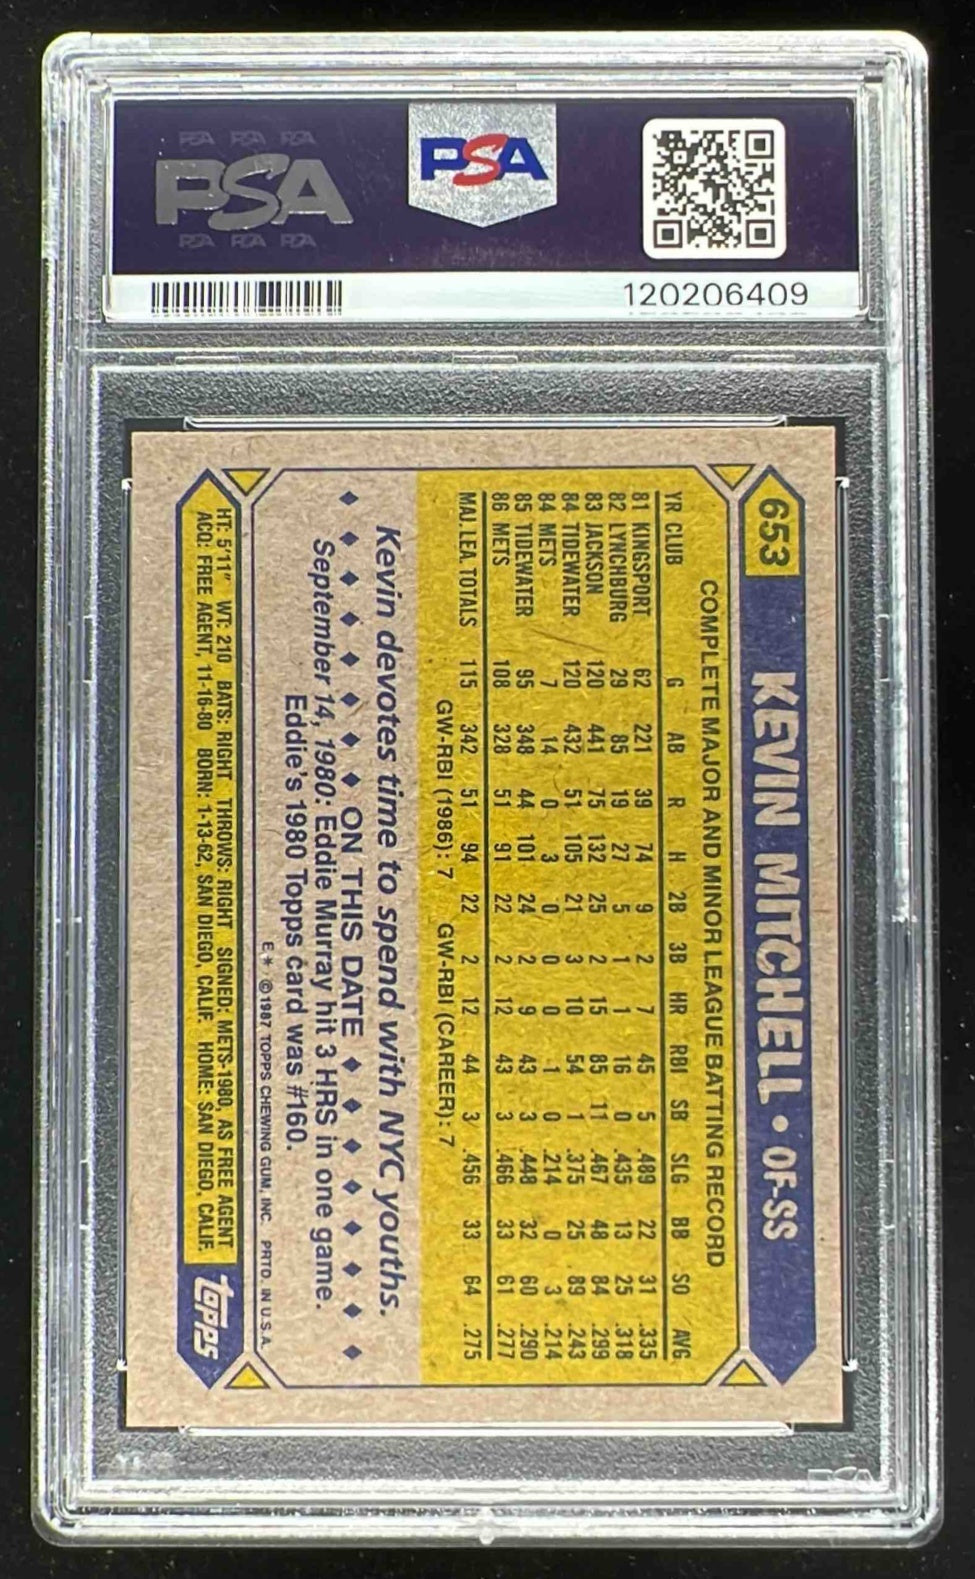 PSA PSA PSA
PSA
PSA PSA PSA
PSA
120206409
653 KEVIN MITCHELL • OF-SS
COMPLETE MAJOR AND MINOR LEAGUE BATTING RECORD
YR CLUB G AB R H 2B 3B HR RBI SB SLG BB SO AVG
81 KINGSPORT 62 221 39 74 9 2 7 45 5 .489 22 31 .335
82 LYNCHBURG 29 85 19 27 5 1 1 16 0 .435 13 25 .318
83 JACKSON 120 441 75 132 25 2 15 85 11 .467 48 84 .299
84 TIDEWATER 120 432 51 105 21 3 10 54 1 .375 25 89 .243
84 METS 7 14 0 3 0 0 0 1 0 .214 0 3 .214
85 TIDEWATER 95 348 44 101 24 2 9 43 3 .448 32 60 .290
86 METS 108 328 51 91 22 2 12 43 3 .466 33 61 .277
MAJ. LEA. TOTALS 115 342 51 94 22 2 12 44 3 .456 33 64 .275
GW-RBI (1986): 7 GW-RBI (CAREER): 7
Kevin devotes time to spend with NYC youths.
ON THIS DATE
September 14, 1980: Eddie Murray hit 3 HRS in one game.
Eddie's 1980 Topps card was #160.
E* ©1987 TOPPS CHEWING GUM, INC. PRTD. IN U.S.A.
HT: 5'11" WT: 210 BATS: RIGHT THROWS: RIGHT SIGNED: METS-1980, AS FREE AGENT
ACQ: FREE AGENT, 11-16-80 BORN: 1-13-62, SAN DIEGO, CALIF. HOME: SAN DIEGO, CALIF.
topps
PSA